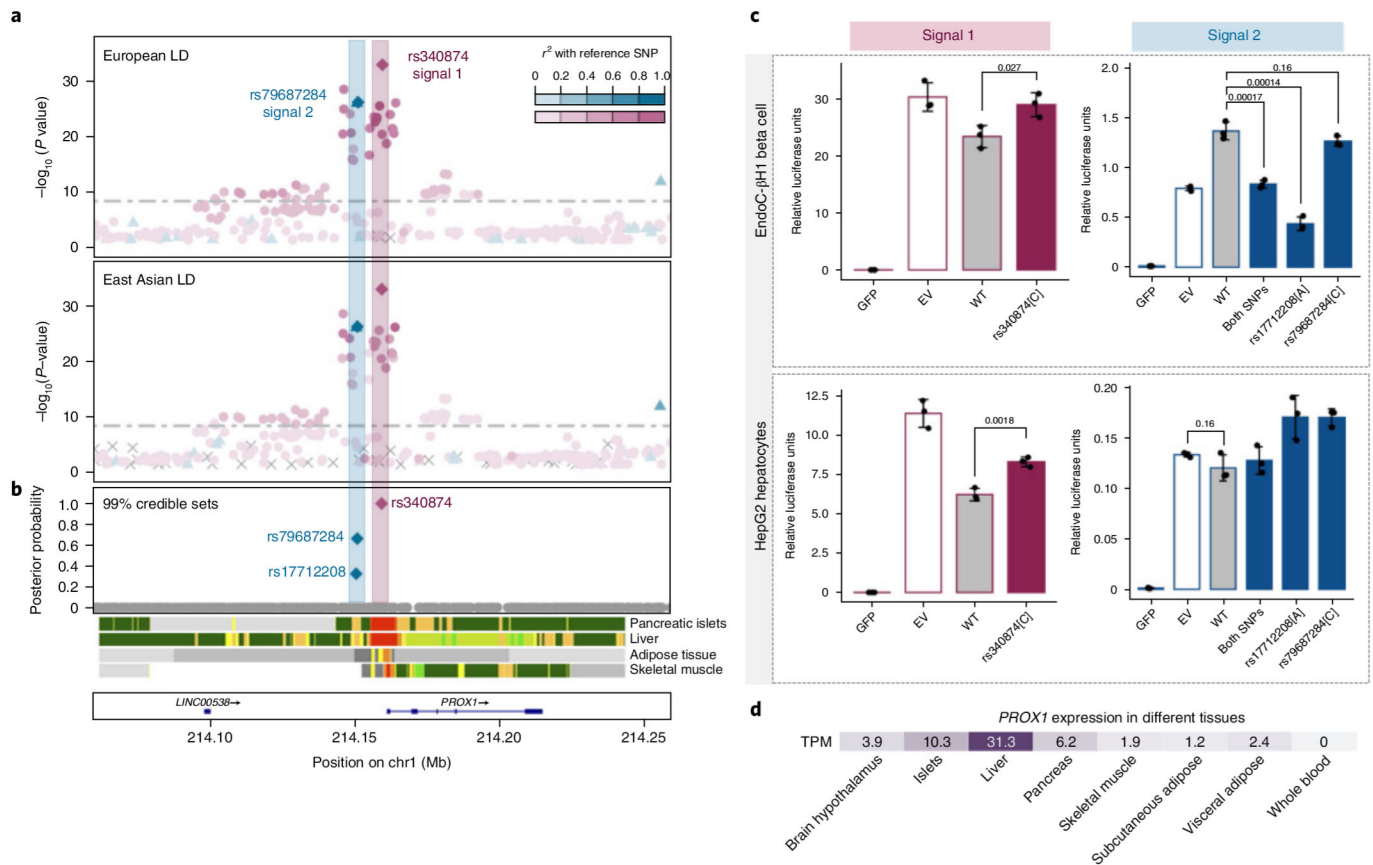 a
European LD
r² with reference SNP
0 0.2 0.4 0.6 0.8 1.0
rs340874
signal 1
rs79687284
signal 2
–log₁₀ (P value)
30
20
10
0
East Asian LD
–log₁₀(P–value)
30
20
10
0
b
99% credible sets
Posterior probability
1.0
0.8
0.6
0.4
0.2
0
rs340874
rs79687284
rs17712208
Pancreatic islets
Liver
Adipose tissue
Skeletal muscle
LINC00538→
PROX1→
214.10 214.15 214.20 214.25
Position on chr1 (Mb)
c
Signal 1
Signal 2
EndoC-βH1 beta cell
Relative luciferase units
30
20
10
0
0.027
GFP
EV
WT
rs340874[C]
Relative luciferase units
2.0
1.5
1.0
0.5
0
0.16
0.00014
0.00017
GFP
EV
WT
Both SNPs
rs17712208[A]
rs79687284[C]
HepG2 hepatocytes
Relative luciferase units
12.5
10.0
7.5
5.0
2.5
0
0.0018
GFP
EV
WT
rs340874[C]
Relative luciferase units
0.20
0.15
0.10
0.05
0
0.16
GFP
EV
WT
Both SNPs
rs17712208[A]
rs79687284[C]
d
PROX1 expression in different tissues
TPM 3.9 10.3 31.3 6.2 1.9 1.2 2.4 0
Brain hypothalamus
Islets
Liver
Pancreas
Skeletal muscle
Subcutaneous adipose
Visceral adipose
Whole blood